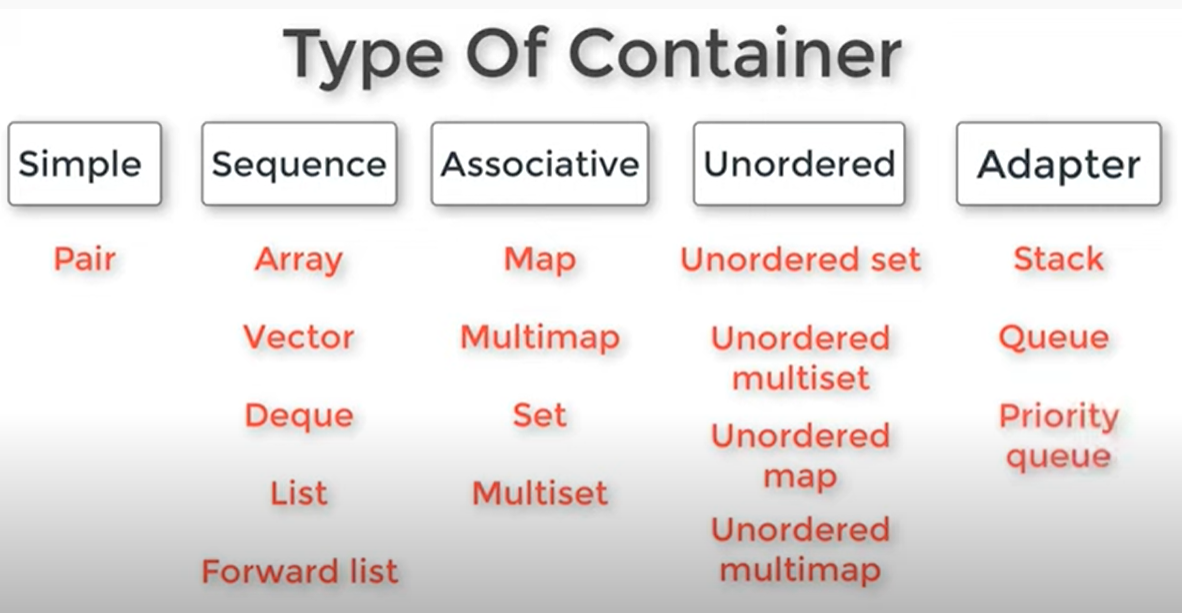 Type Of Container
Simple
Sequence
Associative
Unordered
Adapter
Pair
Array
Map
Unordered set
Stack
Vector
Multimap
Unordered
multiset
Queue
Deque
Set
Unordered
map
Priority
queue
List
Multiset
Unordered
multimap
Forward list